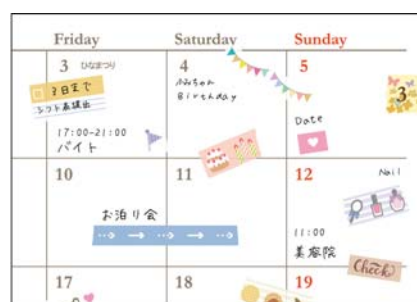 Friday Saturday Sunday
3 ひなまつり
3日まで
シフト表提出
17:00-21:00
バイト
4
みちゃん
Birthday
5
3
Date
10
お泊り会
11
12
Nail
11:00
美容院
Check
17
18
19